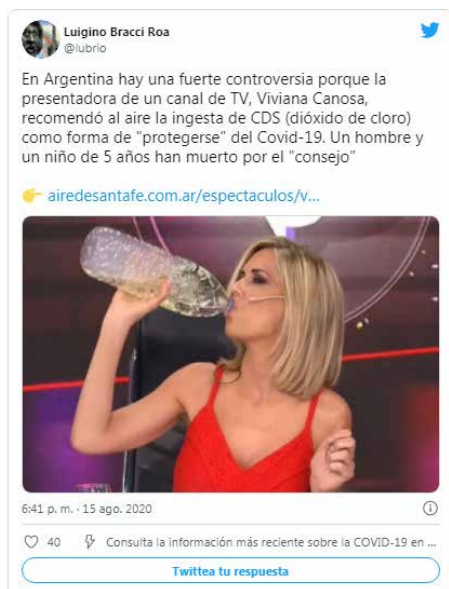 Luigino Bracci Roa
@lubrio
En Argentina hay una fuerte controversia porque la
presentadora de un canal de TV, Viviana Canosa,
recomendó al aire la ingesta de CDS (dióxido de cloro)
como forma de "protegerse" del Covid-19. Un hombre y
un niño de 5 años han muerto por el "consejo"
👉 airedesantafe.com.ar/espectaculos/v...
6:41 p. m. · 15 ago. 2020
40 Consulta la información más reciente sobre la COVID-19 en ...
Twittea tu respuesta